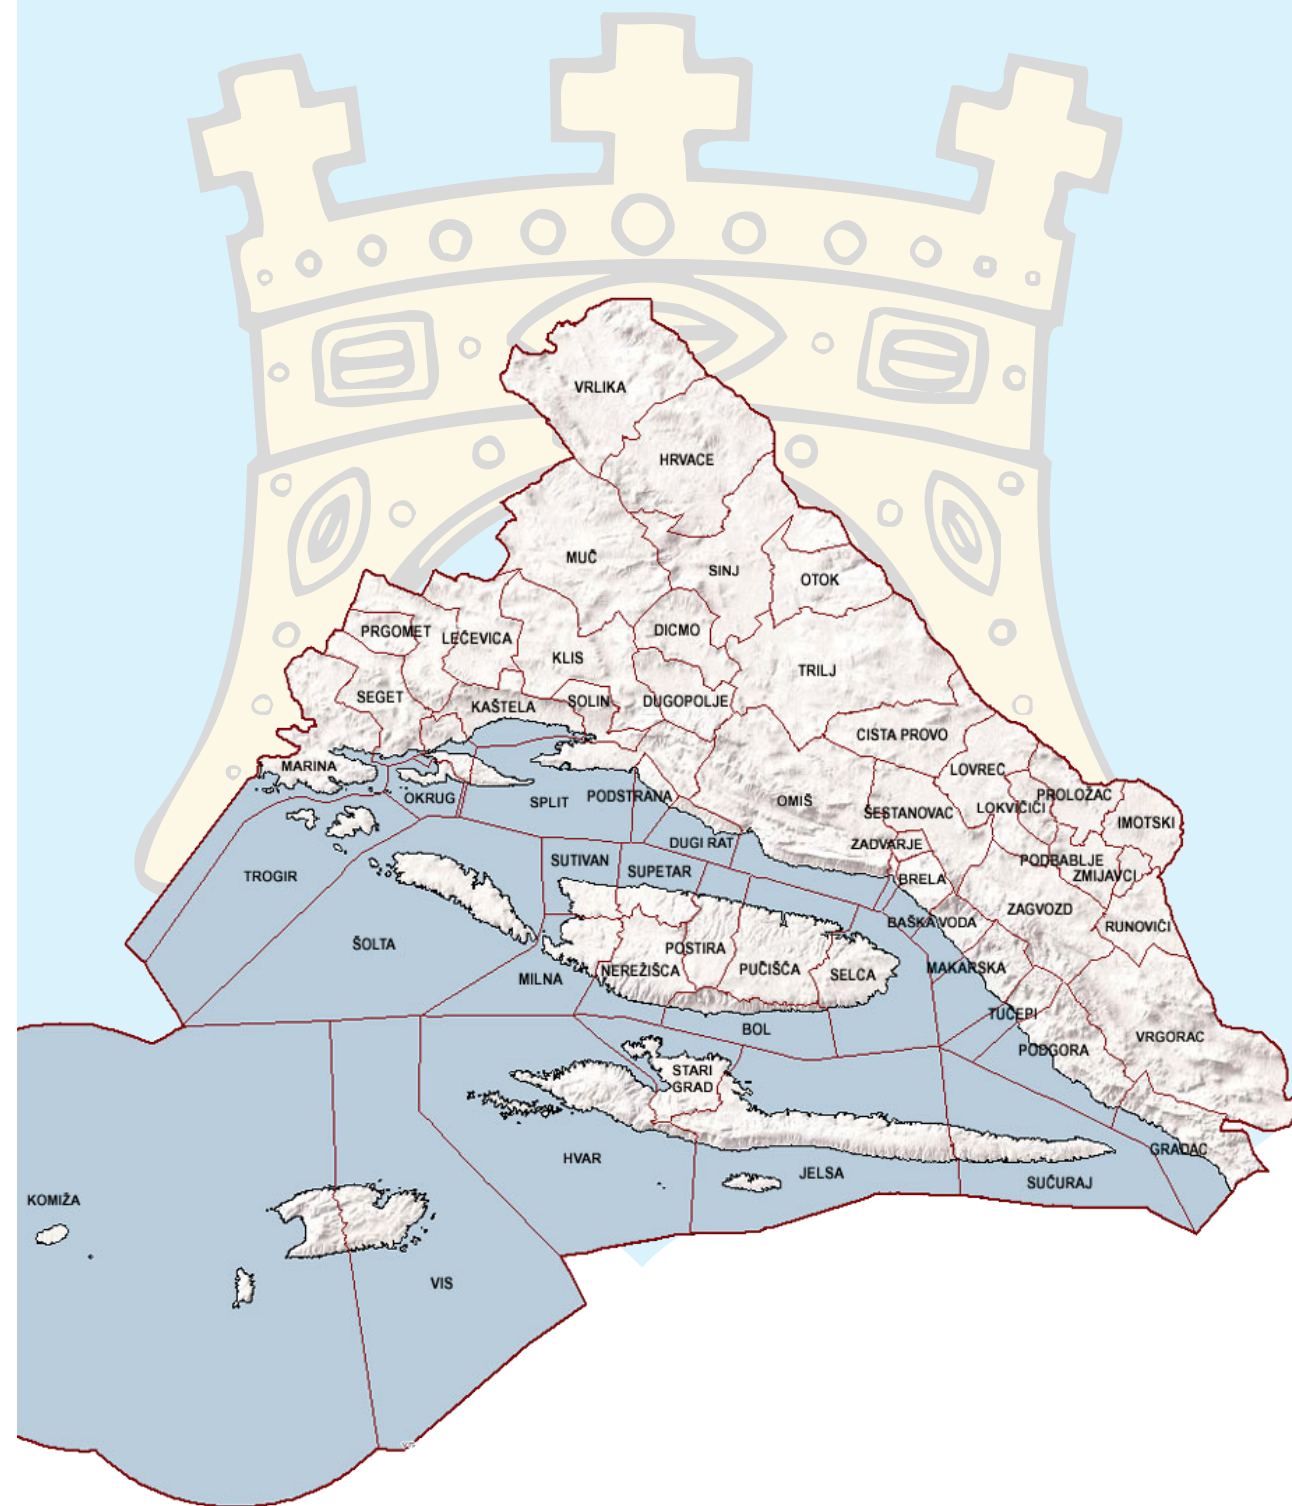 VRLIKA
HRVACE
MUČ
SINJ
OTOK
PRGOMET
LEČEVICA
DICMO
KLIS
TRILJ
SEGET
KAŠTELA
SOLIN
DUGOPOLJE
CISTA PROVO
MARINA
LOVREĆ
OKRUG
SPLIT
PODSTRANA
OMIŠ
ŠESTANOVAC
LOKVIČIĆI
PROLOŽAC
IMOTSKI
DUGI RAT
ZADVARJE
SUTIVAN
SUPETAR
PODBABLJE
ZMIJAVCI
TROGIR
BRELA
ZAGVOZD
BAŠKA VODA
RUNOVIĆI
ŠOLTA
POSTIRA
NEREŽIŠĆA
PUČIŠĆA
SELCA
MAKARSKA
MILNA
TUČEPI
BOL
PODGORA
VRGORAC
STARI
GRAD
HVAR
JELSA
GRADAC
SUĆURAJ
KOMIŽA
VIS